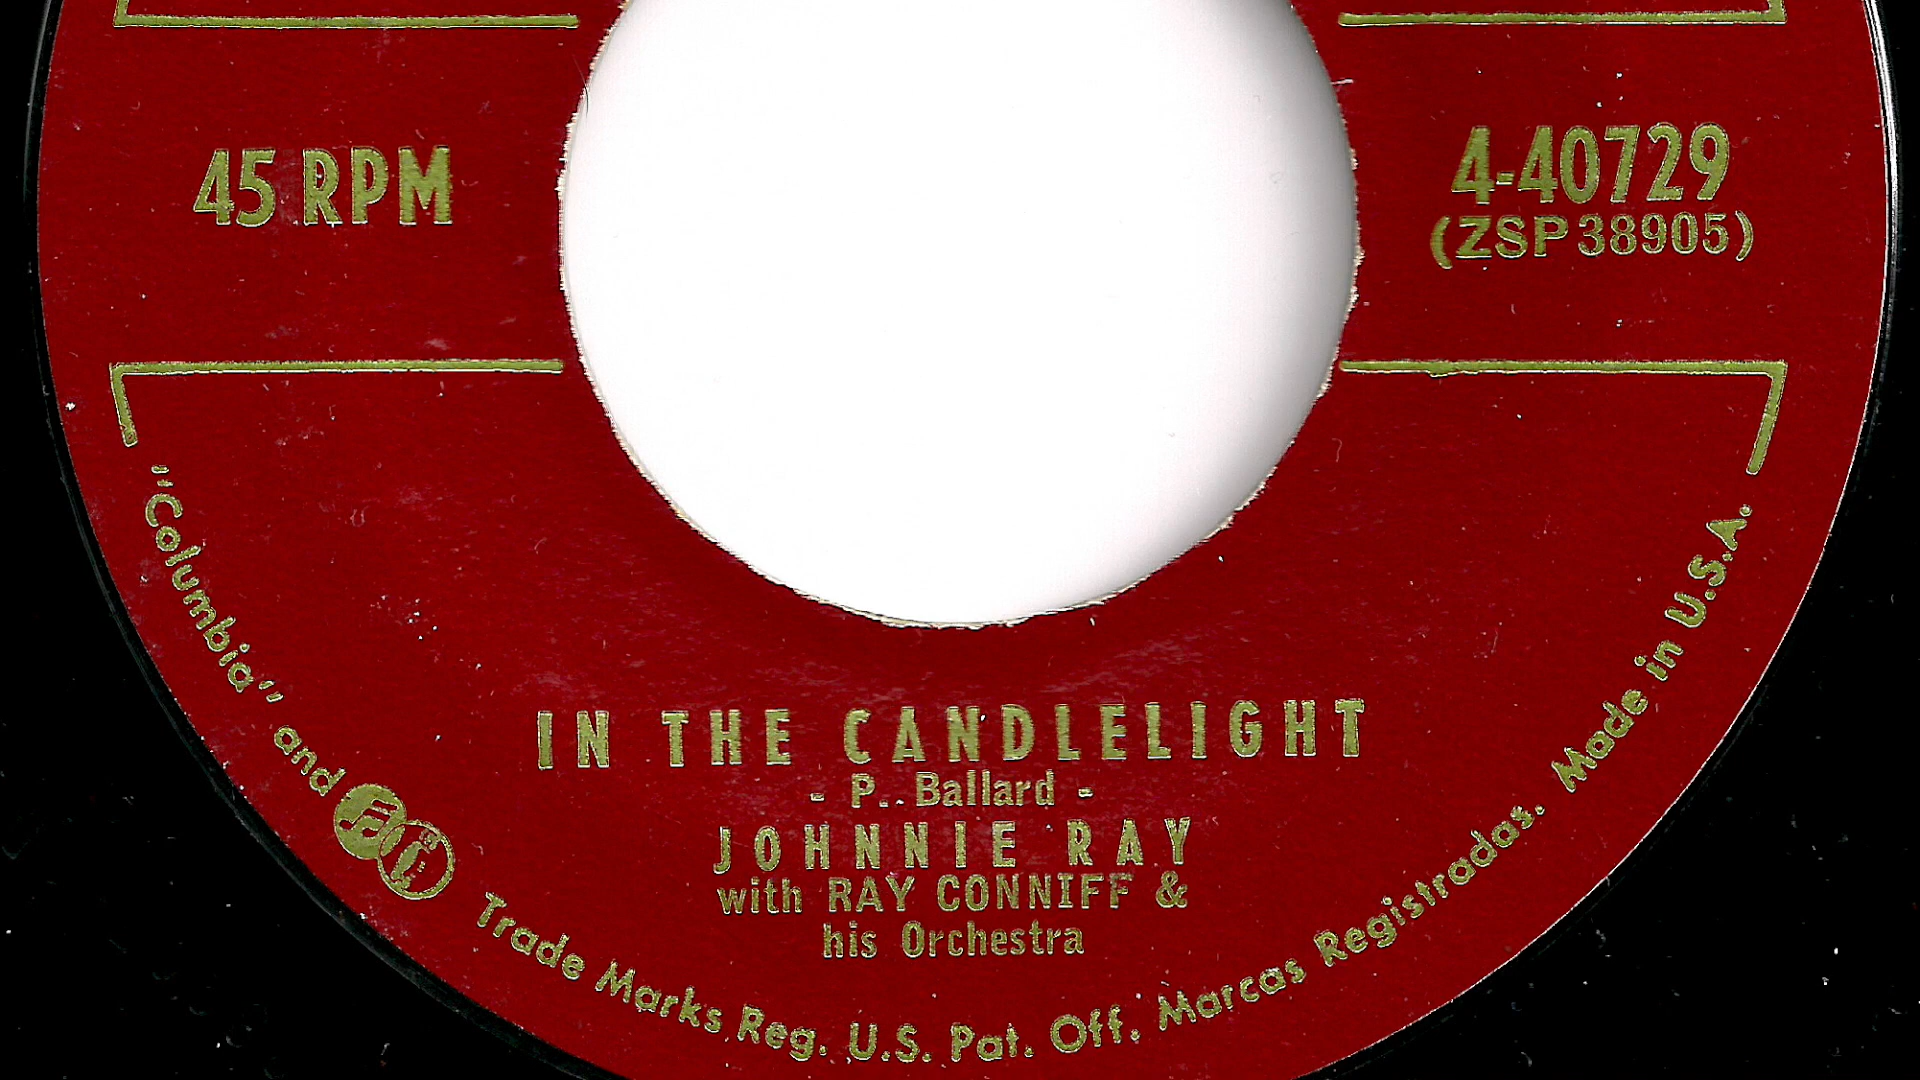 45 RPM
4-40729
(ZSP 38905)
IN THE CANDLELIGHT
- P. Ballard -
JOHNNIE RAY
with RAY CONNIFF &
his Orchestra
"Columbia" and Trade Marks Reg. U.S. Pat. Off. Marcas Registradas. Made in U.S.A.